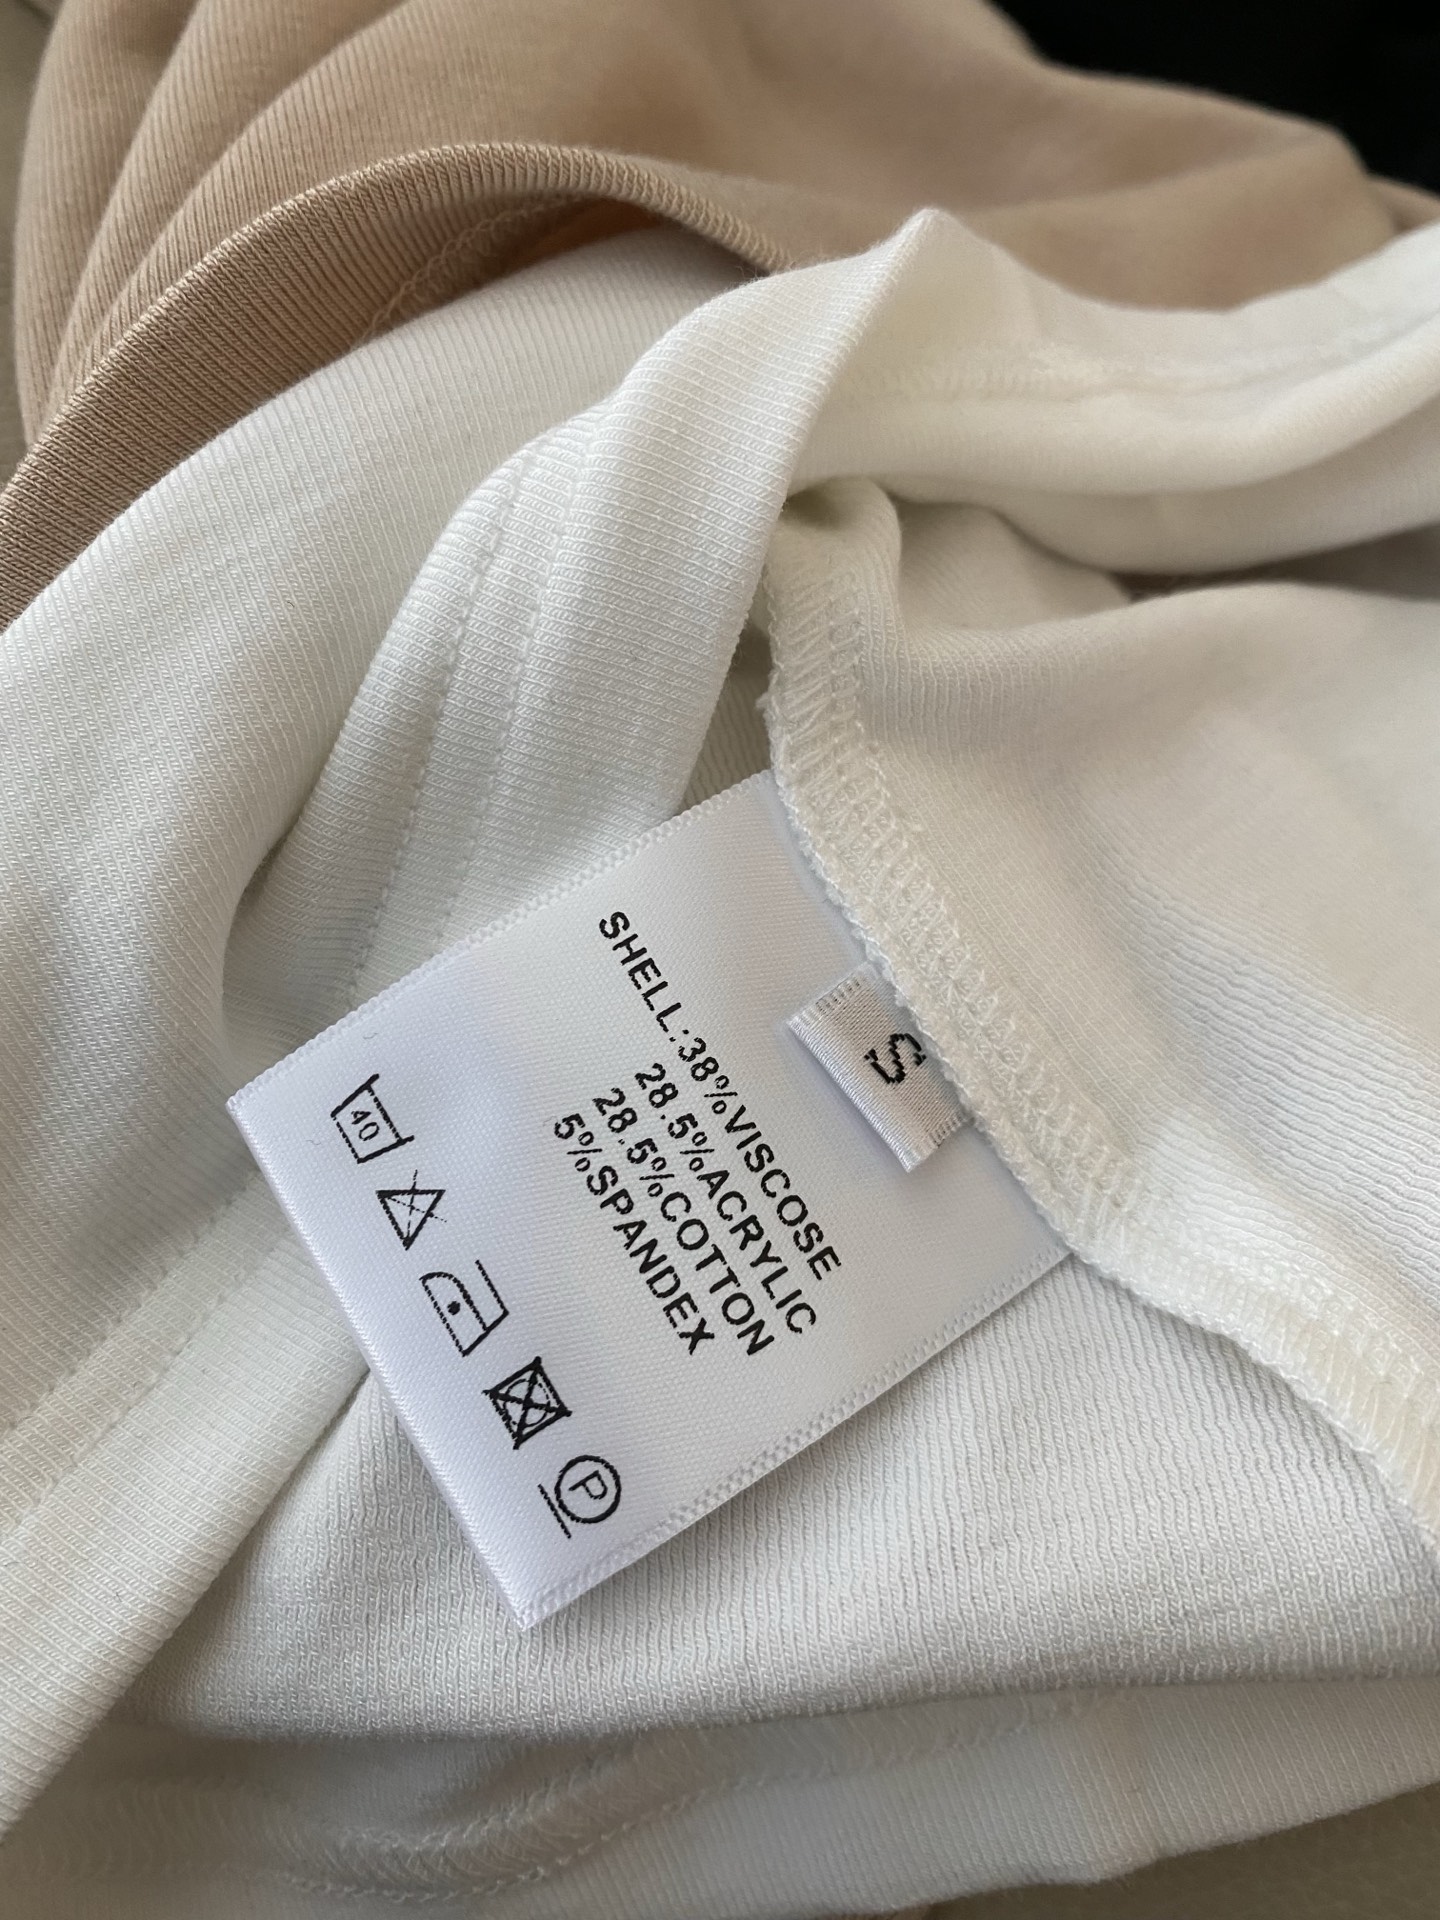 SHELL:38%VISCOSE
28.5%ACRYLIC
28.5%COTTON
5%SPANDEX
40
P
S